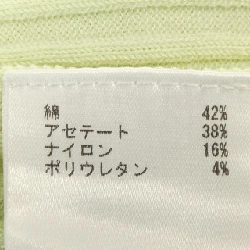 綿 42%
アセテート 38%
ナイロン 16%
ポリウレタン 4%